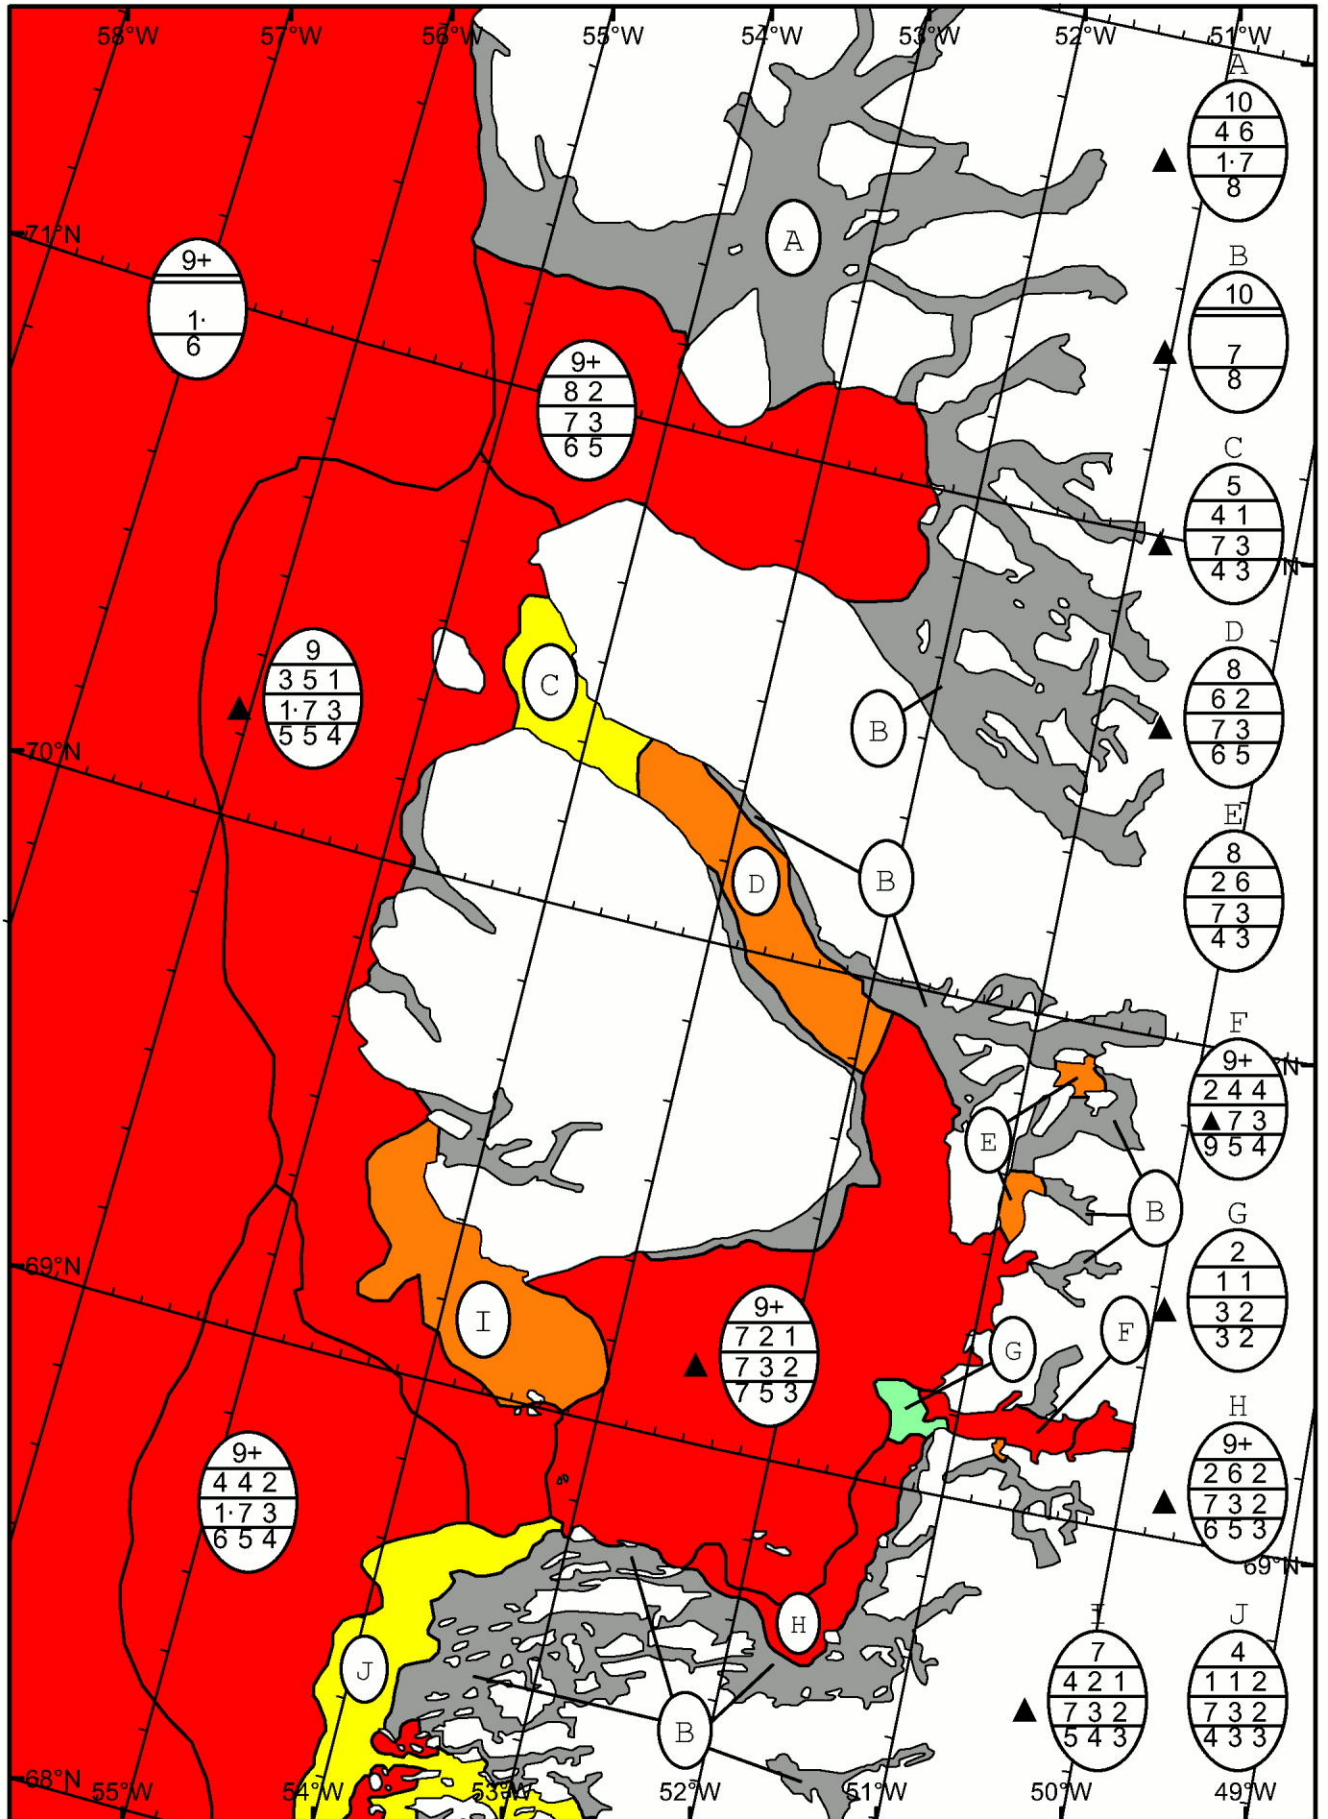 58°W 57°W 56°W 55°W 54°W 53°W 52°W 51°W
A
10
4 6
1· 7
8
71°N
A
9+
1·
6
B
10
7
8
9+
8 2
7 3
6 5
C
5
4 1
7 3
4 3
N
9
3 5 1
1· 7 3
5 5 4
C
B
D
8
6 2
7 3
6 5
70°N
D
B
E
8
2 6
7 3
4 3
F
9+
2 4 4
7 3
9 5 4
N
E
B
G
2
1 1
3 2
3 2
69°N
I
9+
7 2 1
7 3 2
7 5 3
G
F
H
9+
2 6 2
7 3 2
6 5 3
9+
4 4 2
1· 7 3
6 5 4
69°N
H
J
B
I
7
4 2 1
7 3 2
5 4 3
J
4
1 1 2
7 3 2
4 3 3
68°N
55°W 54°W 53°W 52°W 51°W 50°W 49°W